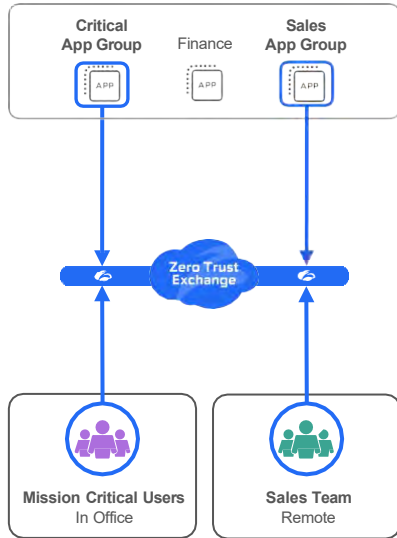 Critical
App Group
Finance
Sales
App Group
APP
APP
APP
Zero Trust
Exchange
Mission Critical Users
In Office
Sales Team
Remote